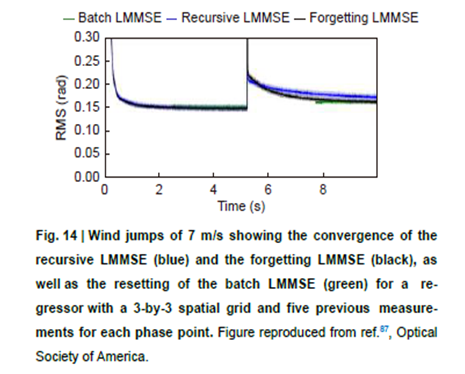 Batch LMMSE Recursive LMMSE Forgetting LMMSE
0.30
0.25
0.20
0.15
0.10
0.05
0.00
RMS (rad)
0 2 4 6 8
Time (s)
Fig. 14 | Wind jumps of 7 m/s showing the convergence of the
recursive LMMSE (blue) and the forgetting LMMSE (black), as
well as the resetting of the batch LMMSE (green) for a re-
gressor with a 3-by-3 spatial grid and five previous measure-
ments for each phase point. Figure reproduced from ref.87, Optical
Society of America.